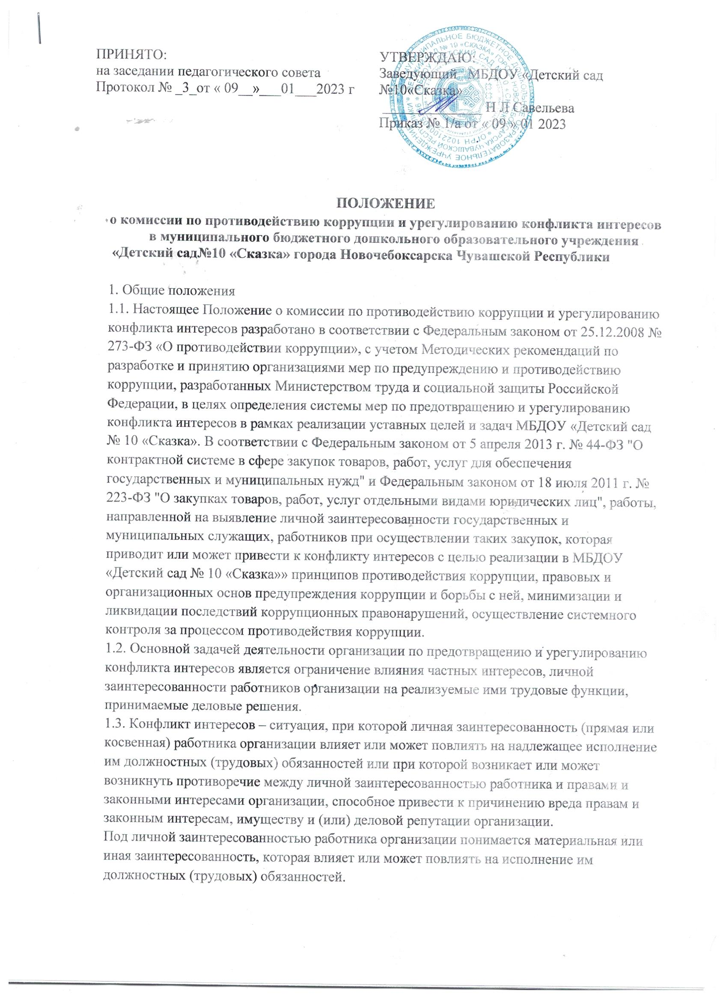 ПРИНЯТО:
на заседании педагогического совета
Протокол № _3_от « 09__»___01___2023 г
УТВЕРЖДАЮ:
Заведующий МБДОУ «Детский сад
№10«Сказка»
______________ Н Л Савельева
Приказ № 1/а от « 09 » 01 2023
ПОЛОЖЕНИЕ
о комиссии по противодействию коррупции и урегулированию конфликта интересов
в муниципального бюджетного дошкольного образовательного учреждения
«Детский сад№10 «Сказка» города Новочебоксарска Чувашской Республики
1. Общие положения
1.1. Настоящее Положение о комиссии по противодействию коррупции и урегулированию
конфликта интересов разработано в соответствии с Федеральным законом от 25.12.2008 №
273-ФЗ «О противодействии коррупции», с учетом Методических рекомендаций по
разработке и принятию организациями мер по предупреждению и противодействию
коррупции, разработанных Министерством труда и социальной защиты Российской
Федерации, в целях определения системы мер по предотвращению и урегулированию
конфликта интересов в рамках реализации уставных целей и задач МБДОУ «Детский сад
№ 10 «Сказка». В соответствии с Федеральным законом от 5 апреля 2013 г. № 44-ФЗ "О
контрактной системе в сфере закупок товаров, работ, услуг для обеспечения
государственных и муниципальных нужд" и Федеральным законом от 18 июля 2011 г. №
223-ФЗ "О закупках товаров, работ, услуг отдельными видами юридических лиц", работы,
направленной на выявление личной заинтересованности государственных и
муниципальных служащих, работников при осуществлении таких закупок, которая
приводит или может привести к конфликту интересов с целью реализации в МБДОУ
«Детский сад № 10 «Сказка»» принципов противодействия коррупции, правовых и
организационных основ предупреждения коррупции и борьбы с ней, минимизации и
ликвидации последствий коррупционных правонарушений, осуществление системного
контроля за процессом противодействия коррупции.
1.2. Основной задачей деятельности организации по предотвращению и урегулированию
конфликта интересов является ограничение влияния частных интересов, личной
заинтересованности работников организации на реализуемые ими трудовые функции,
принимаемые деловые решения.
1.3. Конфликт интересов – ситуация, при которой личная заинтересованность (прямая или
косвенная) работника организации влияет или может повлиять на надлежащее исполнение
им должностных (трудовых) обязанностей или при которой возникает или может
возникнуть противоречие между личной заинтересованностью работника и правами и
законными интересами организации, способное привести к причинению вреда правам и
законным интересам, имуществу и (или) деловой репутации организации.
Под личной заинтересованностью работника организации понимается материальная или
иная заинтересованность, которая влияет или может повлиять на исполнение им
должностных (трудовых) обязанностей.